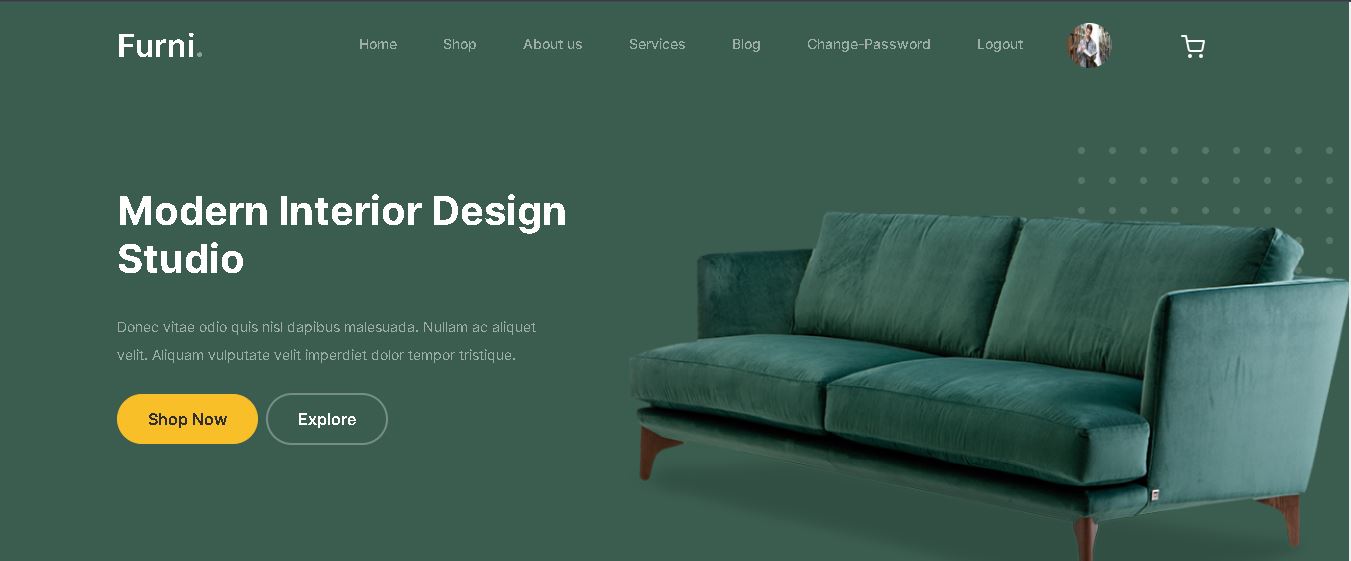 Furni.
Home Shop About us Services Blog Change-Password Logout
Modern Interior Design
Studio
Donec vitae odio quis nisl dapibus malesuada. Nullam ac aliquet
velit. Aliquam vulputate velit imperdiet dolor tempor tristique.
Shop Now Explore